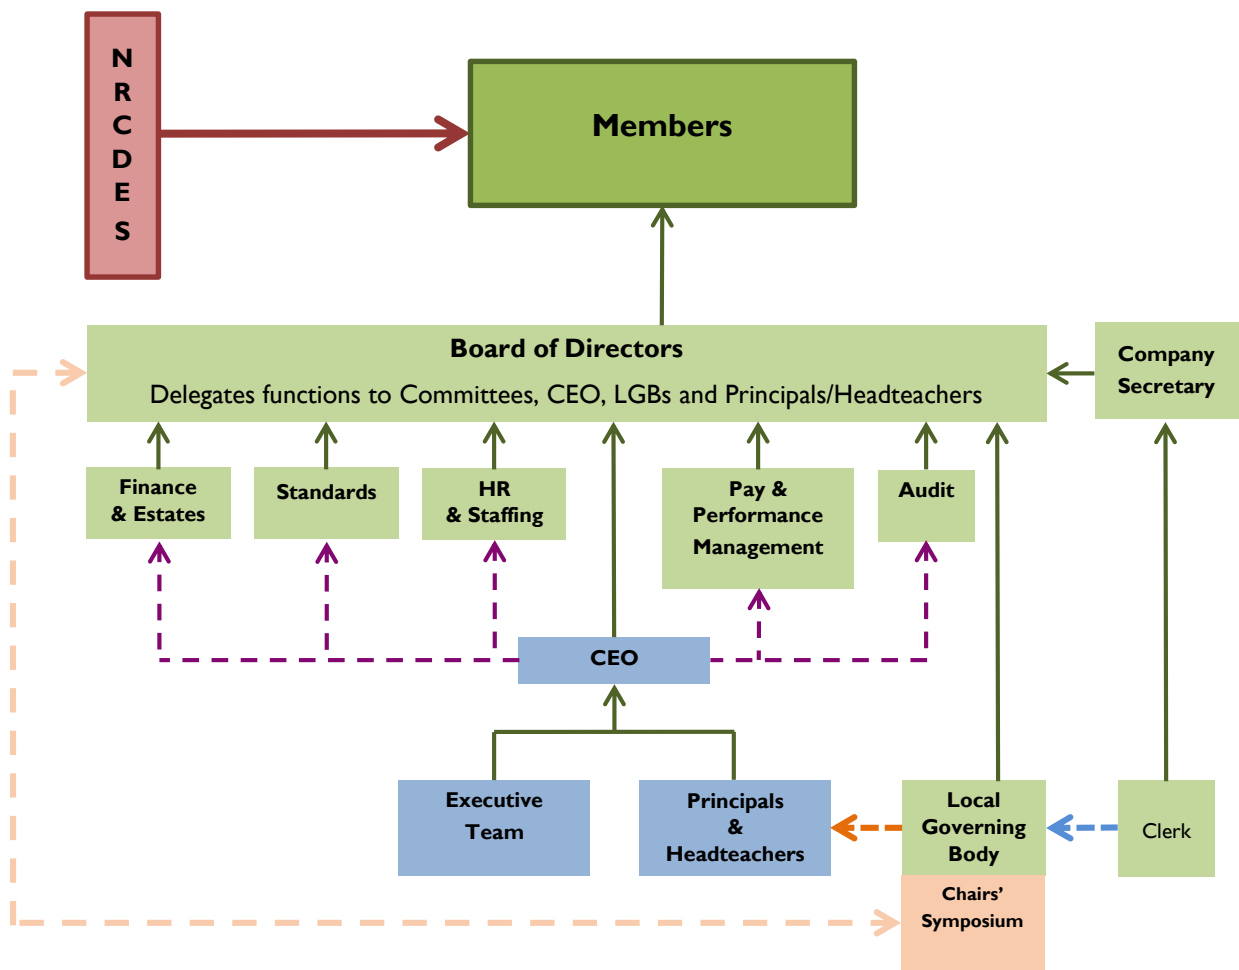 N
R
C
D
E
S
Members
Board of Directors
Delegates functions to Committees, CEO, LGBs and Principals/Headteachers
Company
Secretary
Finance
& Estates
Standards
HR
& Staffing
Pay &
Performance
Management
Audit
CEO
Executive
Team
Principals
&
Headteachers
Local
Governing
Body
Clerk
Chairs’
Symposium